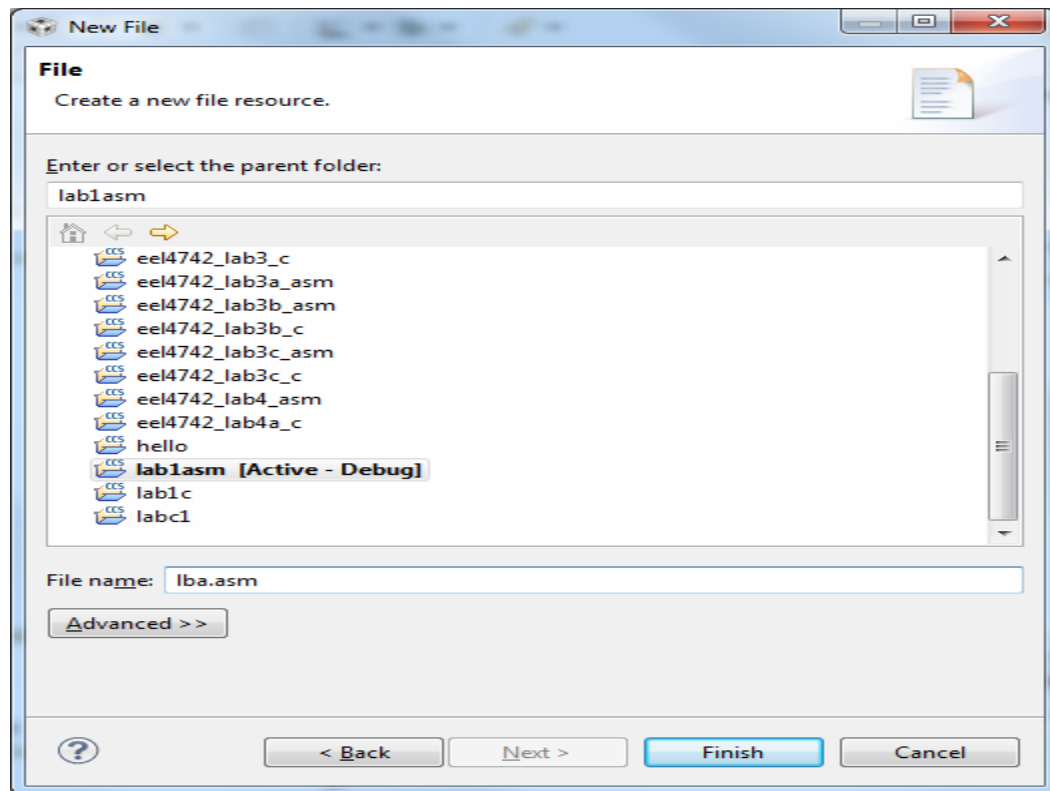 New File
File
Create a new file resource.
Enter or select the parent folder:
lab1asm
eel4742_lab3_c
eel4742_lab3a_asm
eel4742_lab3b_asm
eel4742_lab3b_c
eel4742_lab3c_asm
eel4742_lab3c_c
eel4742_lab4_asm
eel4742_lab4a_c
hello
lab1asm [Active - Debug]
lab1c
labc1
File name: lba.asm
Advanced >>
< Back Next > Finish Cancel